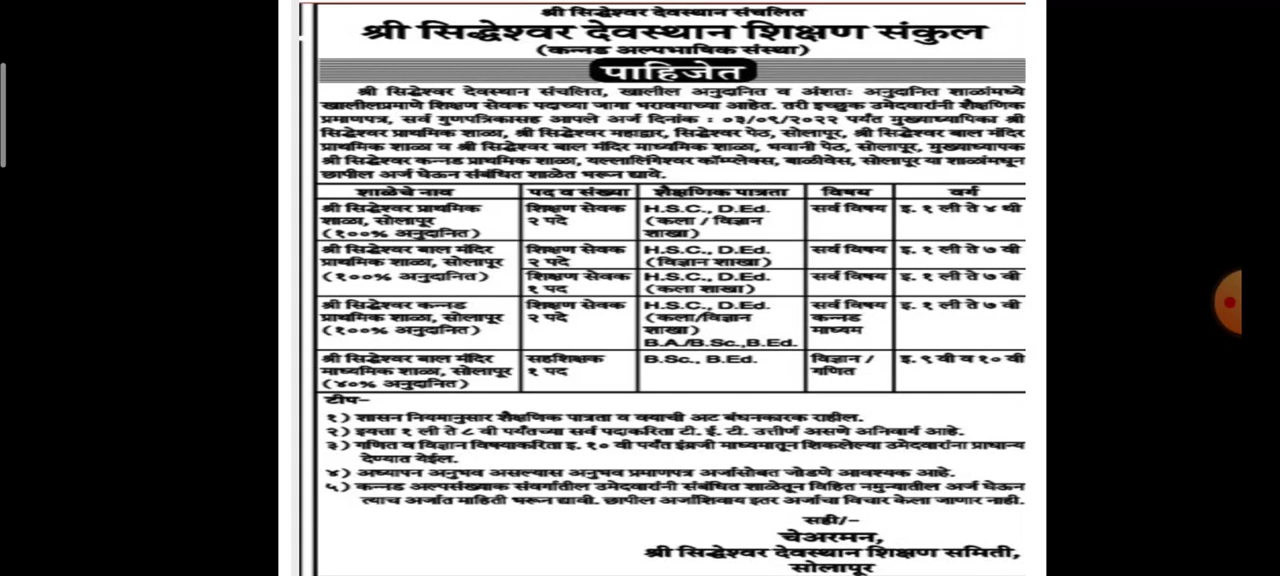 श्री सिद्धेश्वर देवस्थान संचलित
श्री सिद्धेश्वर देवस्थान शिक्षण संकुल
(कन्नड अल्पभाषिक संस्था)
पाहिजेत
श्री सिद्धेश्वर देवस्थान संचलित, खालील अनुदानित व अंशतः अनुदानित शाळांमध्ये
खालीलप्रमाणे शिक्षण सेवक पदाच्या जागा भरावयाच्या आहेत. तरी इच्छुक उमेदवारांनी शैक्षणिक
प्रमाणपत्र, सर्व गुणपत्रिकासह आपले अर्ज दिनांक : ०३/०९/२०२२ पर्यंत मुख्याध्यापिका श्री
सिद्धेश्वर प्राथमिक शाळा, श्री सिद्धेश्वर महाद्वार, सिद्धेश्वर पेठ, सोलापूर, श्री सिद्धेश्वर बाल मंदिर
प्राथमिक शाळा व श्री सिद्धेश्वर बाल मंदिर माध्यमिक शाळा, भवानी पेठ, सोलापूर, मुख्याध्यापक
श्री सिद्धेश्वर कन्नड प्राथमिक शाळा, यल्लालिंगेश्वर कॉम्प्लेक्स, बाळीवेस, सोलापूर या शाळांमधून
छापील अर्ज घेऊन संबंधित शाळेत भरून द्यावे.
शाळेचे नाव पद व संख्या शैक्षणिक पात्रता विषय वर्ग
श्री सिद्धेश्वर प्राथमिक शिक्षण सेवक H.S.C., D.Ed. सर्व विषय इ. १ ली ते ४ थी
शाळा, सोलापूर २ पदे (कला / विज्ञान
(१००% अनुदानित) शाखा)
श्री सिद्धेश्वर बाल मंदिर शिक्षण सेवक H.S.C., D.Ed. सर्व विषय इ. १ ली ते ७ वी
प्राथमिक शाळा, सोलापूर २ पदे (विज्ञान शाखा)
(१००% अनुदानित) शिक्षण सेवक H.S.C., D.Ed. सर्व विषय इ. १ ली ते ७ वी
१ पदे (कला शाखा)
श्री सिद्धेश्वर कन्नड शिक्षण सेवक H.S.C., D.Ed. सर्व विषय इ. १ ली ते ७ वी
प्राथमिक शाळा, सोलापूर २ पदे (कला/विज्ञान कन्नड
(१००% अनुदानित) शाखा) माध्यम
B.A./B.Sc.,B.Ed.
श्री सिद्धेश्वर बाल मंदिर सहशिक्षक B.Sc., B.Ed. विज्ञान / इ. ९ वी व १० वी
माध्यमिक शाळा, सोलापूर १ पद गणित
(४०% अनुदानित)
टीप-
१) शासन नियमानुसार शैक्षणिक पात्रता व वयाची अट बंधनकारक राहील.
२) इयत्ता १ ली ते ८ वी पर्यंतच्या सर्व पदाकरिता टी. ई. टी. उत्तीर्ण असणे अनिवार्य आहे.
३) गणित व विज्ञान विषयाकरिता इ. १० वी पर्यंत इंग्रजी माध्यमातून शिकलेल्या उमेदवारांना प्राधान्य
देण्यात येईल.
४) अध्यापन अनुभव असल्यास अनुभव प्रमाणपत्र अर्जासोबत जोडणे आवश्यक आहे.
५) कन्नड अल्पसंख्याक संवर्गातील उमेदवारांनी संबंधित शाळेतून विहित नमुन्यातील अर्ज घेऊन
त्याच अर्जात माहिती भरून द्यावी. छापील अर्जाशिवाय इतर अर्जाचा विचार केला जाणार नाही.
सही/-
चेअरमन,
श्री सिद्धेश्वर देवस्थान शिक्षण समिती,
सोलापूर